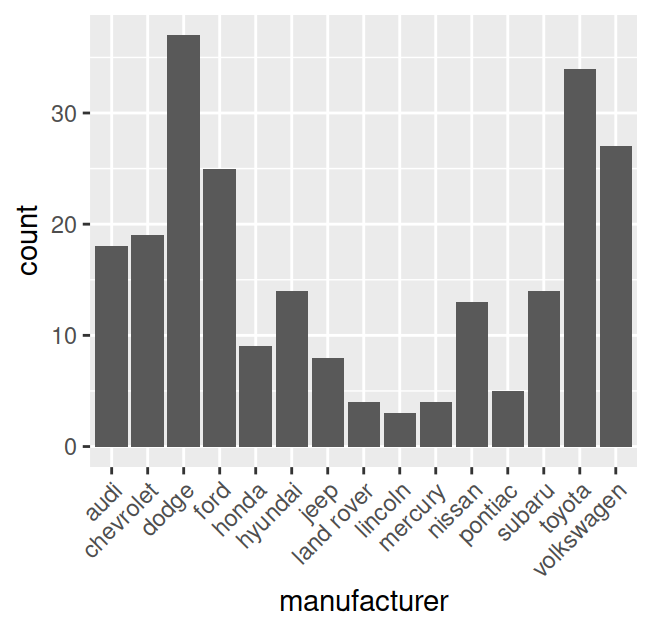 count
30
20
10
0
audi
chevrolet
dodge
ford
honda
hyundai
jeep
land rover
lincoln
mercury
nissan
pontiac
subaru
toyota
volkswagen
manufacturer